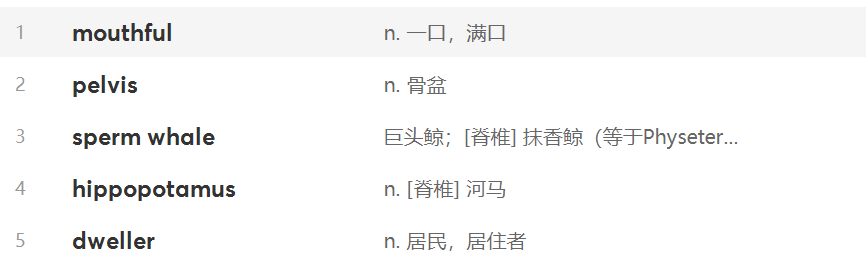 1 mouthful n. 一口，满口
2 pelvis n. 骨盆
3 sperm whale 巨头鲸；[脊椎] 抹香鲸（等于Physeter...
4 hippopotamus n. [脊椎] 河马
5 dweller n. 居民，居住者